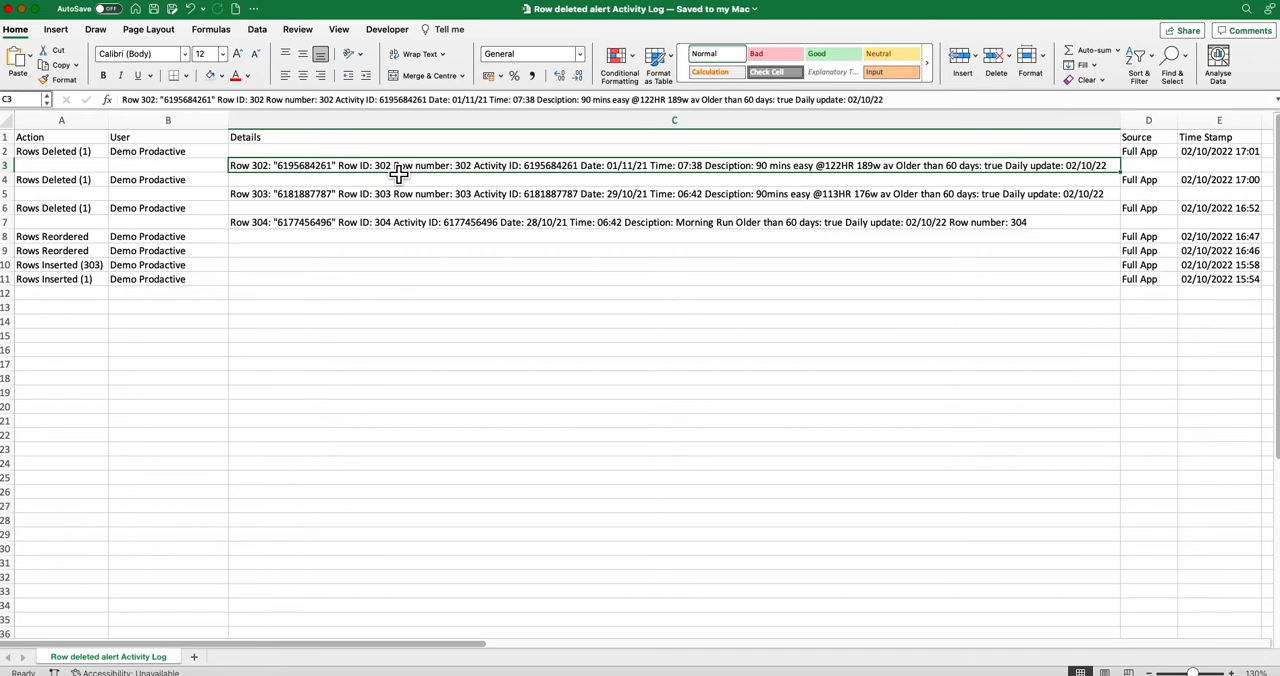 AutoSave OFF Row deleted alert Activity Log — Saved to my Mac
Home Insert Draw Page Layout Formulas Data Review View Developer Tell me Share Comments
Paste Cut Copy Format
Calibri (Body) 12
B I U
Wrap Text
Merge & Centre
General
Conditional Formatting
Format as Table
Normal Bad Good Neutral
Calculation Check Cell Explanatory T... Input
Insert Delete Format
Auto-sum
Fill
Clear
Sort & Filter
Find & Select
Analyse Data
C3 fx Row 302: "6195684261" Row ID: 302 Row number: 302 Activity ID: 6195684261 Date: 01/11/21 Time: 07:38 Desciption: 90 mins easy @122HR 189w av Older than 60 days: true Daily update: 02/10/22
A B C D E
1 Action User Details Source Time Stamp
2 Rows Deleted (1) Demo Prodactive Full App 02/10/2022 17:01
3 Row 302: "6195684261" Row ID: 302 Row number: 302 Activity ID: 6195684261 Date: 01/11/21 Time: 07:38 Desciption: 90 mins easy @122HR 189w av Older than 60 days: true Daily update: 02/10/22
4 Rows Deleted (1) Demo Prodactive Full App 02/10/2022 17:00
5 Row 303: "6181887787" Row ID: 303 Row number: 303 Activity ID: 6181887787 Date: 29/10/21 Time: 06:42 Desciption: 90mins easy @113HR 176w av Older than 60 days: true Daily update: 02/10/22
6 Rows Deleted (1) Demo Prodactive Full App 02/10/2022 16:52
7 Row 304: "6177456496" Row ID: 304 Activity ID: 6177456496 Date: 28/10/21 Time: 06:42 Desciption: Morning Run Older than 60 days: true Daily update: 02/10/22 Row number: 304
8 Rows Reordered Demo Prodactive Full App 02/10/2022 16:47
9 Rows Reordered Demo Prodactive Full App 02/10/2022 16:46
10 Rows Inserted (303) Demo Prodactive Full App 02/10/2022 15:58
11 Rows Inserted (1) Demo Prodactive Full App 02/10/2022 15:54
12
13
14
15
16
17
18
19
20
21
22
23
24
25
26
27
28
29
30
31
32
33
34
35
36
Row deleted alert Activity Log
Ready Accessibility: Unavailable 130%